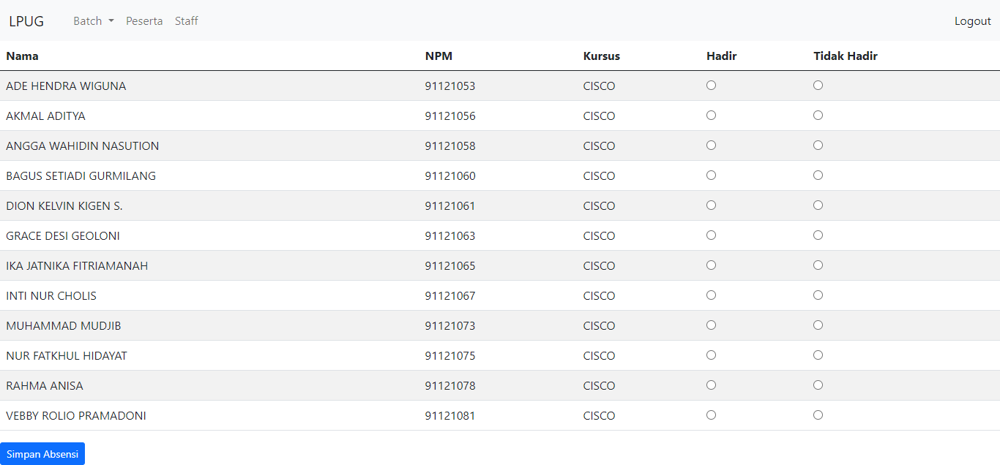 LPUG Batch Peserta Staff Logout
Nama NPM Kursus Hadir Tidak Hadir
ADE HENDRA WIGUNA 91121053 CISCO
AKMAL ADITYA 91121056 CISCO
ANGGA WAHIDIN NASUTION 91121058 CISCO
BAGUS SETIADI GURMILANG 91121060 CISCO
DION KELVIN KIGEN S. 91121061 CISCO
GRACE DESI GEOLONI 91121063 CISCO
IKA JATNIKA FITRIAMANAH 91121065 CISCO
INTI NUR CHOLIS 91121067 CISCO
MUHAMMAD MUDJIB 91121073 CISCO
NUR FATKHUL HIDAYAT 91121075 CISCO
RAHMA ANISA 91121078 CISCO
VEBBY ROLIO PRAMADONI 91121081 CISCO
Simpan Absensi